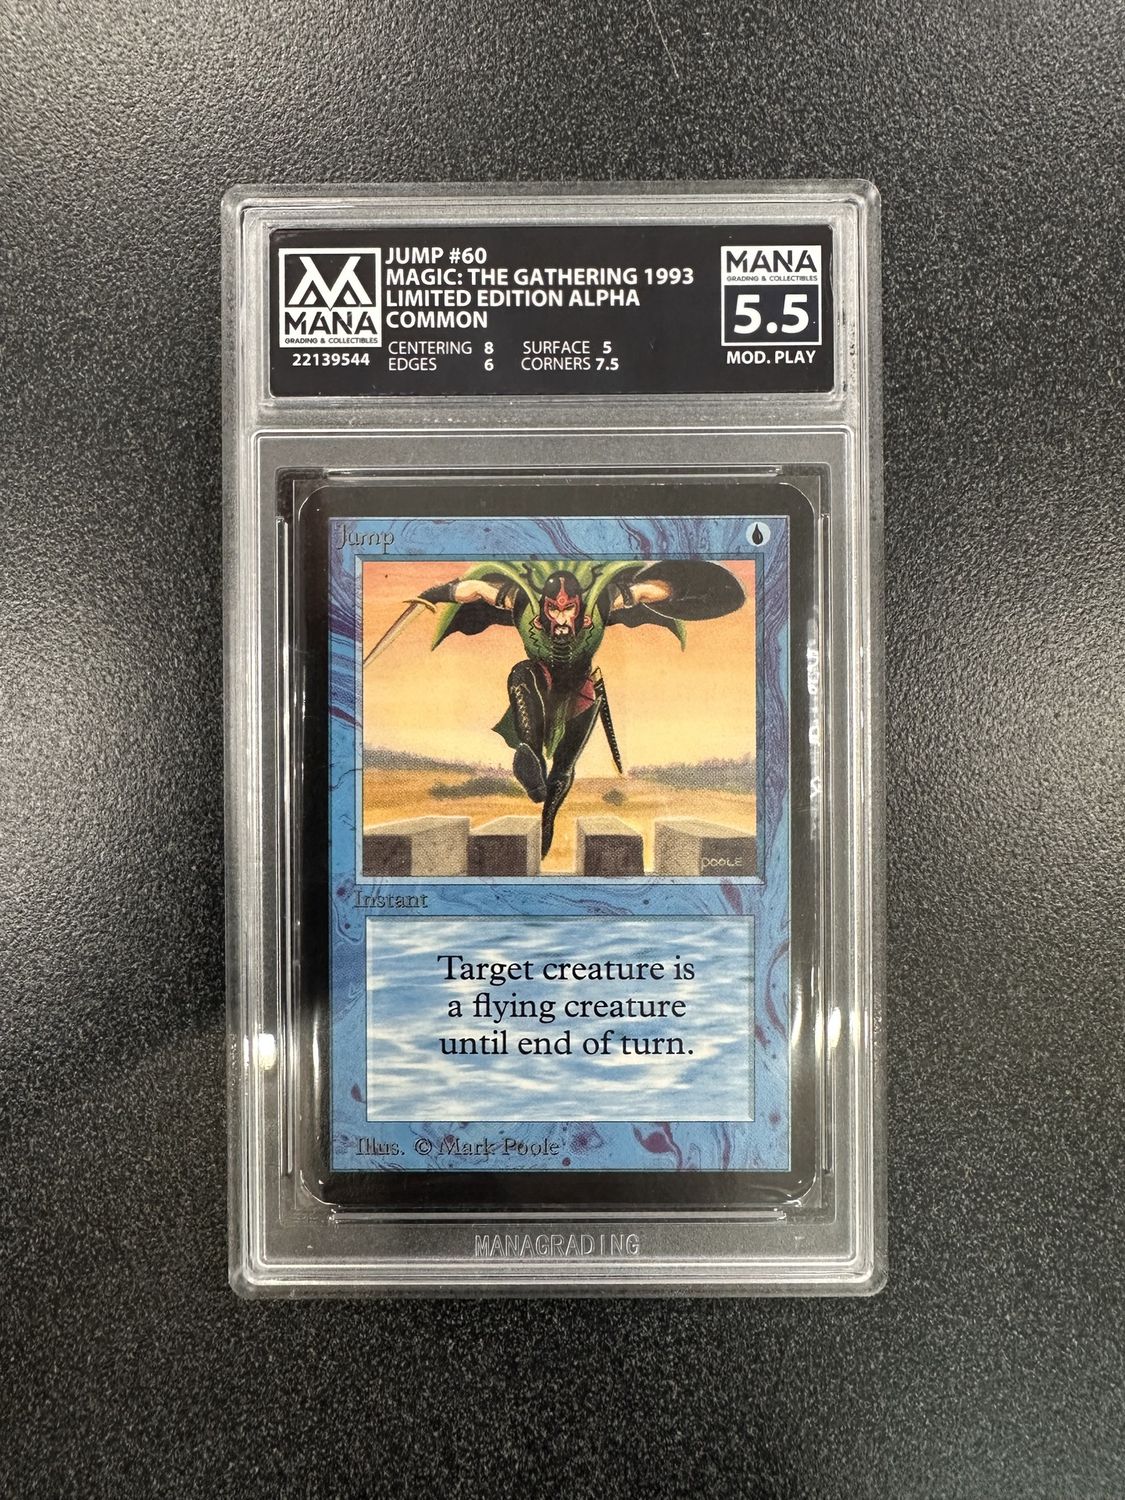 JUMP #60
MAGIC: THE GATHERING 1993
LIMITED EDITION ALPHA
COMMON
MANA
GRADING & COLLECTIBLES
22139544
CENTERING 8 SURFACE 5
EDGES 6 CORNERS 7.5
MANA
GRADING & COLLECTIBLES
5.5
MOD. PLAY
Jump
POOLE
Instant
Target creature is
a flying creature
until end of turn.
Illus. © Mark Poole
MANAGRADING